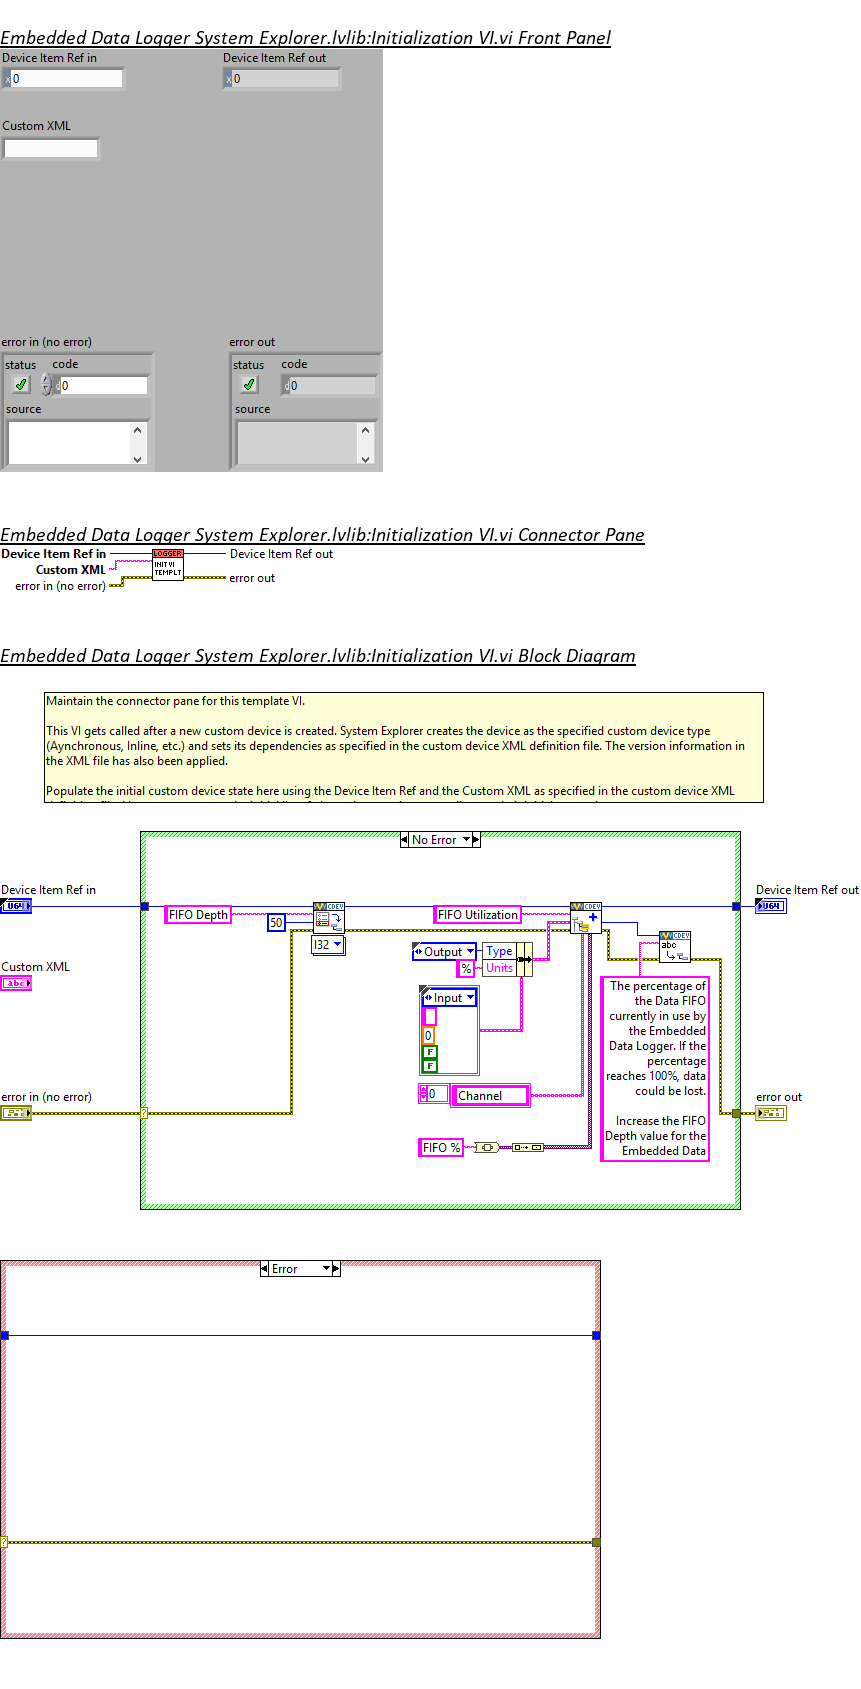 Embedded Data Logger System Explorer.lvlib:Initialization VI.vi Front Panel
Device Item Ref in
Device Item Ref out
x 0
x 0
Custom XML
error in (no error)
error out
status code
status code
d 0
d 0
source
source
Embedded Data Logger System Explorer.lvlib:Initialization VI.vi Connector Pane
Device Item Ref in
LOGGER
Device Item Ref out
Custom XML
INIT VI
TEMPLT
error in (no error)
error out
Embedded Data Logger System Explorer.lvlib:Initialization VI.vi Block Diagram
Maintain the connector pane for this template VI.
This VI gets called after a new custom device is created. System Explorer creates the device as the specified custom device type
(Aynchronous, Inline, etc.) and sets its dependencies as specified in the custom device XML definition file. The version information in
the XML file has also been applied.
Populate the initial custom device state here using the Device Item Ref and the Custom XML as specified in the custom device XML
No Error
Device Item Ref in
Device Item Ref out
U64
U64
FIFO Depth
50
CDEV
I32
FIFO Utilization
CDEV
CDEV
abc
Custom XML
abc
Output
Type
%
Units
Input
0
F
F
0
Channel
FIFO %
The percentage of
the Data FIFO
currently in use by
the Embedded
Data Logger. If the
percentage
reaches 100%, data
could be lost.
Increase the FIFO
Depth value for the
Embedded Data
error in (no error)
?
error out
Error
?